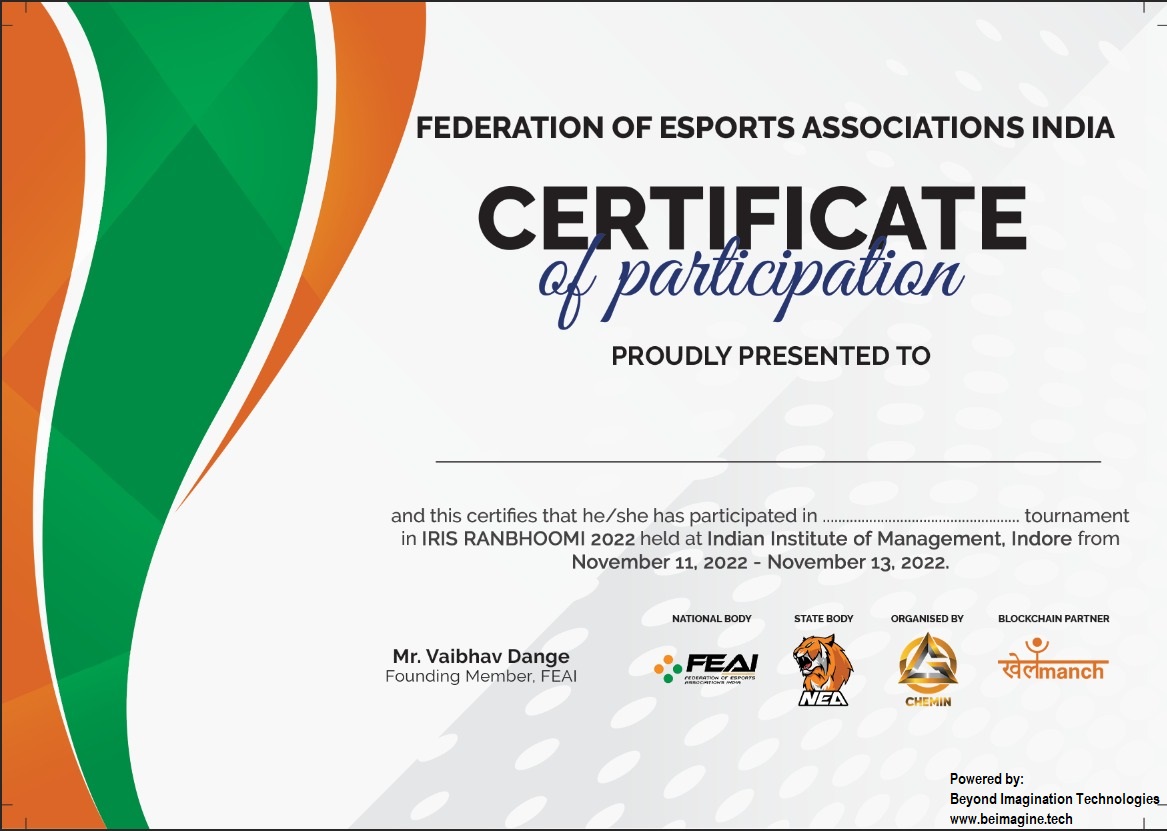 FEDERATION OF ESPORTS ASSOCIATIONS INDIA
CERTIFICATE
of participation
PROUDLY PRESENTED TO
and this certifies that he/she has participated in .................................................. tournament
in IRIS RANBHOOMI 2022 held at Indian Institute of Management, Indore from
November 11, 2022 - November 13, 2022.
NATIONAL BODY STATE BODY ORGANISED BY BLOCKCHAIN PARTNER
Mr. Vaibhav Dange
Founding Member, FEAI
FEAI
FEDERATION OF ESPORTS
ASSOCIATIONS INDIA
NEA
CHEMIN
खेलmanch
Powered by:
Beyond Imagination Technologies
www.beimagine.tech